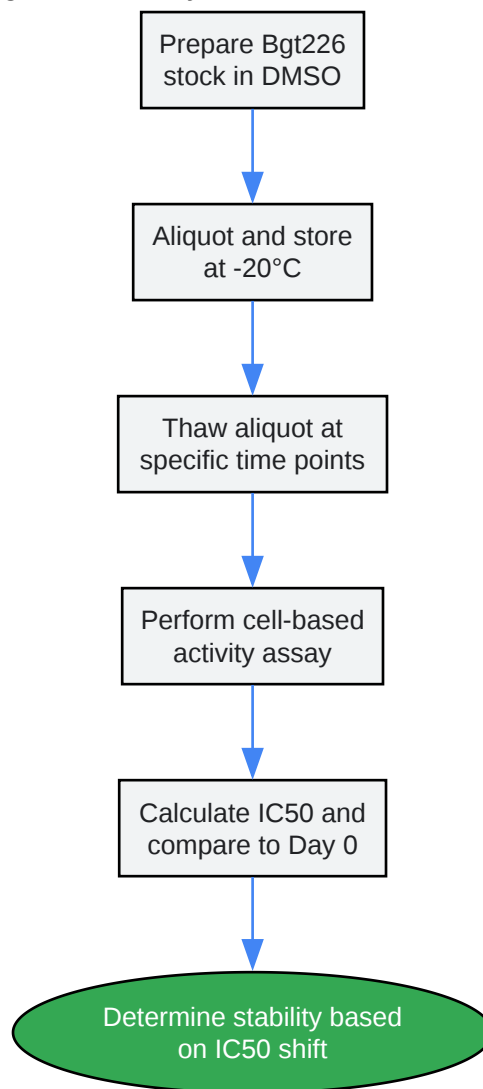 Prepare Bgt226
stock in DMSO
Aliquot and store
at -20°C
Thaw aliquot at
specific time points
Perform cell-based
activity assay
Calculate IC50 and
compare to Day 0
Determine stability based
on IC50 shift